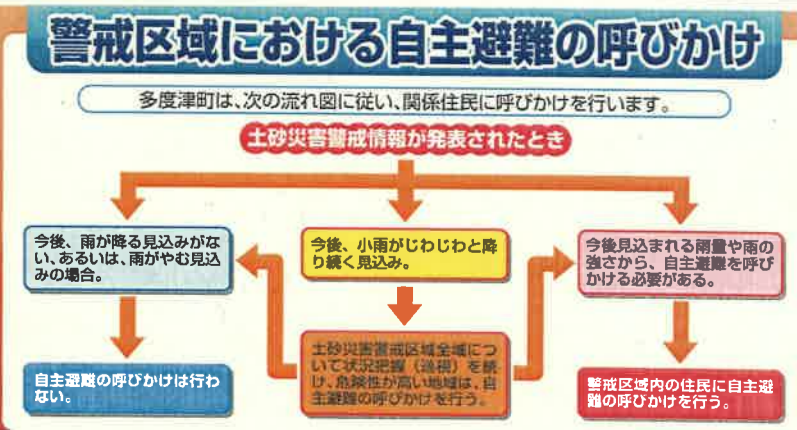 警戒区域における自主避難の呼びかけ
多度津町は、次の流れ図に従い、関係住民に呼びかけを行います。
土砂災害警戒情報が発表されたとき
今後、雨が降る見込みがな
い、あるいは、雨がやむ見込
みの場合。
今後、小雨がじわじわと降
り続く見込み。
今後見込まれる雨量や雨の
強さから、自主避難を呼び
かける必要がある。
土砂災害警戒区域全域につ
いて状況把握（巡視）を続
け、危険性が高い地域は、自
主避難の呼びかけを行う。
自主避難の呼びかけは行わ
ない。
警戒区域内の住民に自主避
難の呼びかけを行う。